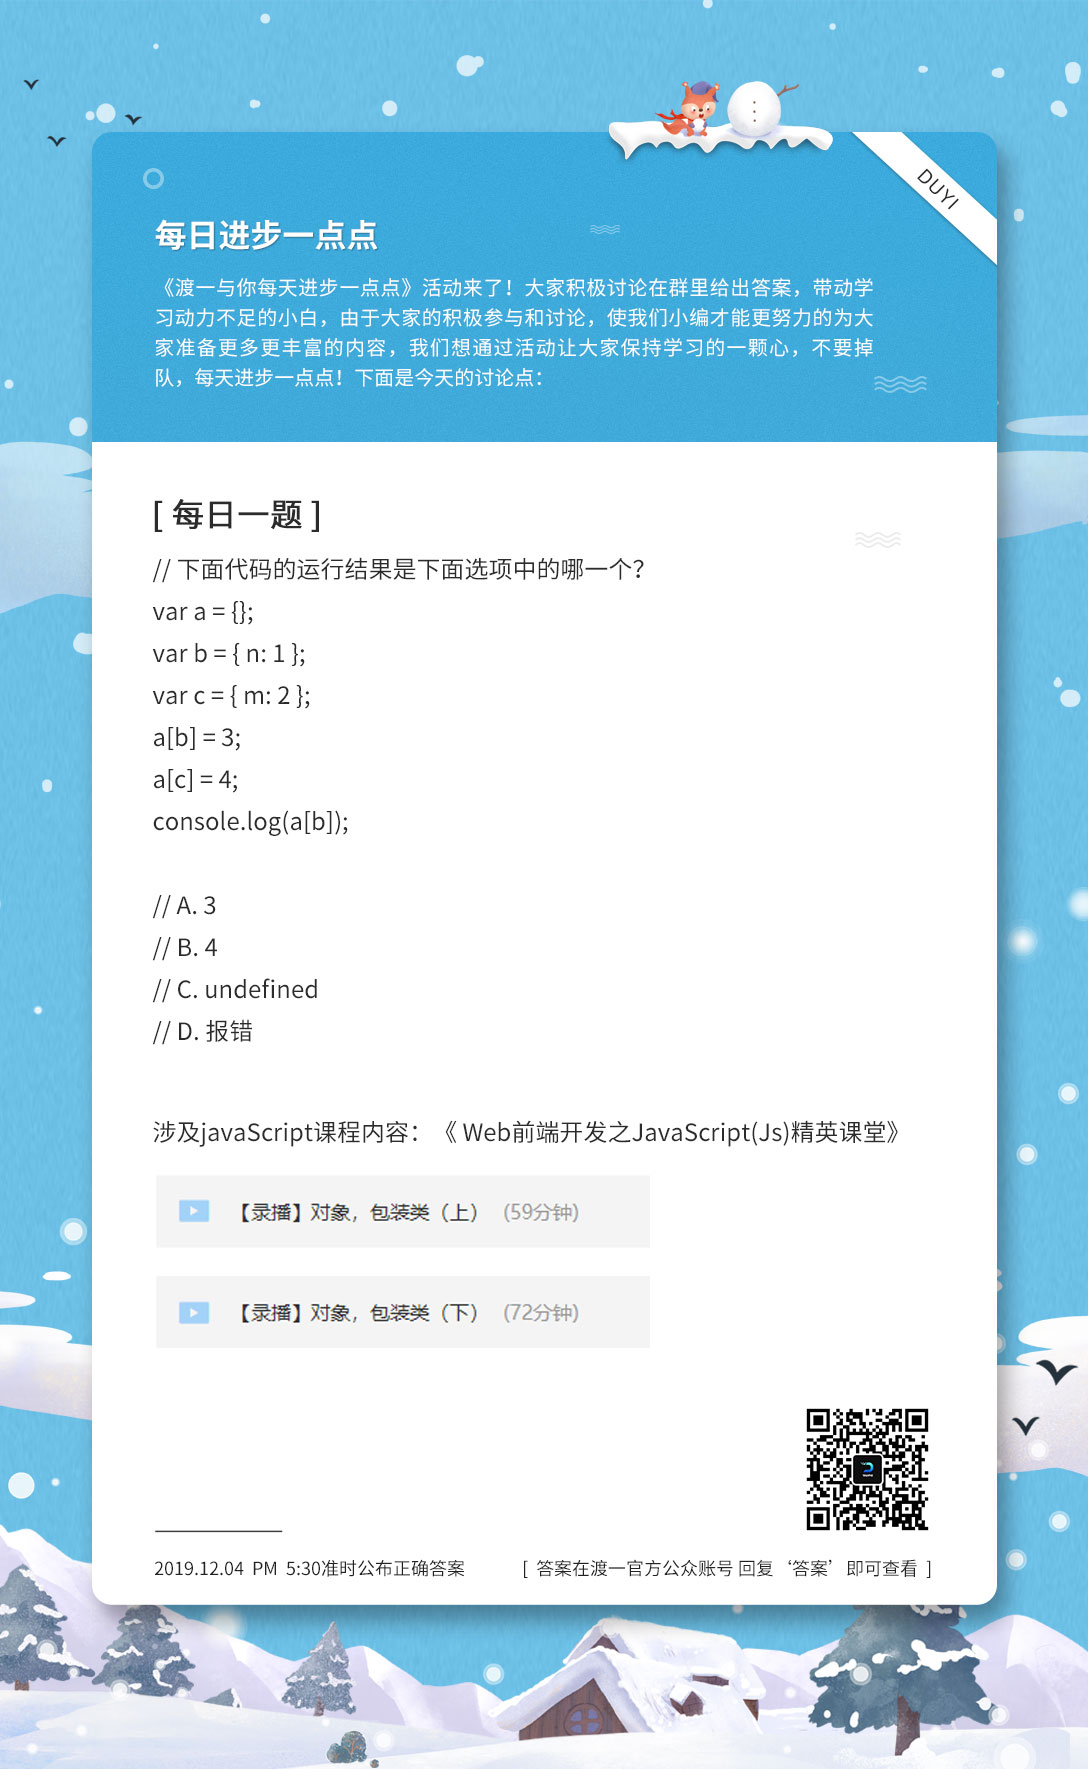 DUYI
每日进步一点点
《渡一与你每天进步一点点》活动来了！大家积极讨论在群里给出答案，带动学
习动力不足的小白，由于大家的积极参与和讨论，使我们小编才能更努力的为大
家准备更多更丰富的内容，我们想通过活动让大家保持学习的一颗心，不要掉
队，每天进步一点点！下面是今天的讨论点：
[ 每日一题 ]
// 下面代码的运行结果是下面选项中的哪一个？
var a = {};
var b = { n: 1 };
var c = { m: 2 };
a[b] = 3;
a[c] = 4;
console.log(a[b]);
// A. 3
// B. 4
// C. undefined
// D. 报错
涉及javaScript课程内容：《 Web前端开发之JavaScript(Js)精英课堂》
【录播】对象，包装类（上） (59分钟)
【录播】对象，包装类（下） (72分钟)
2019.12.04 PM 5:30准时公布正确答案
[ 答案在渡一官方公众账号 回复‘答案’即可查看 ]